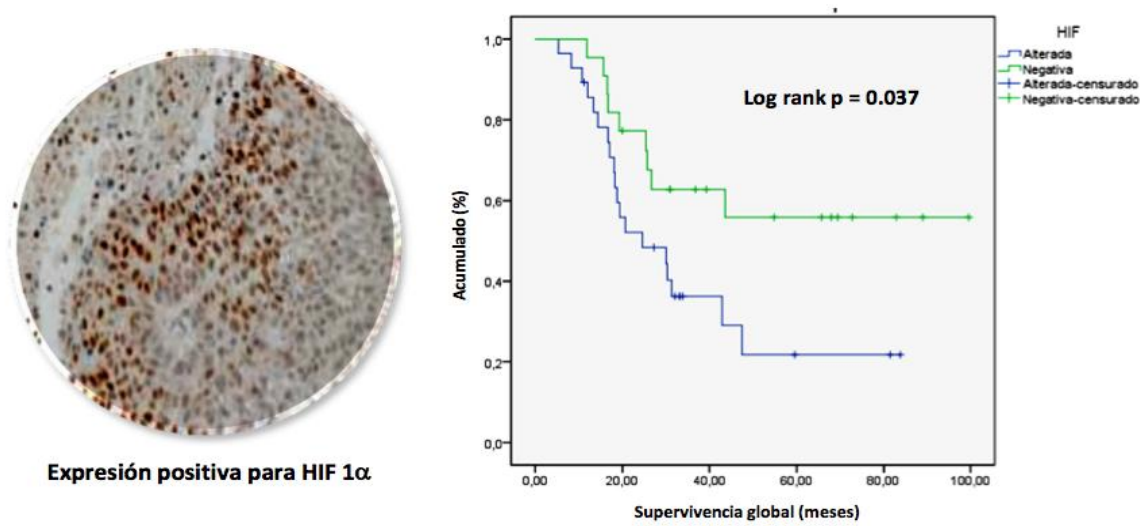 HIF
Alterada
Negativa
Alterada-censurado
Negativa-censurado
Log rank p = 0.037
Acumulado (%)
1,0
0,8
0,6
0,4
0,2
0,0
0,00 20,00 40,00 60,00 80,00 100,00
Supervivencia global (meses)
Expresión positiva para HIF 1α